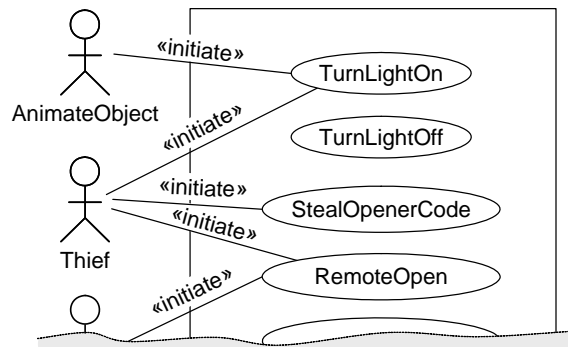 «initiate»
TurnLightOn
AnimateObject
«initiate»
TurnLightOff
«initiate»
StealOpenerCode
«initiate»
Thief
RemoteOpen
«initiate»